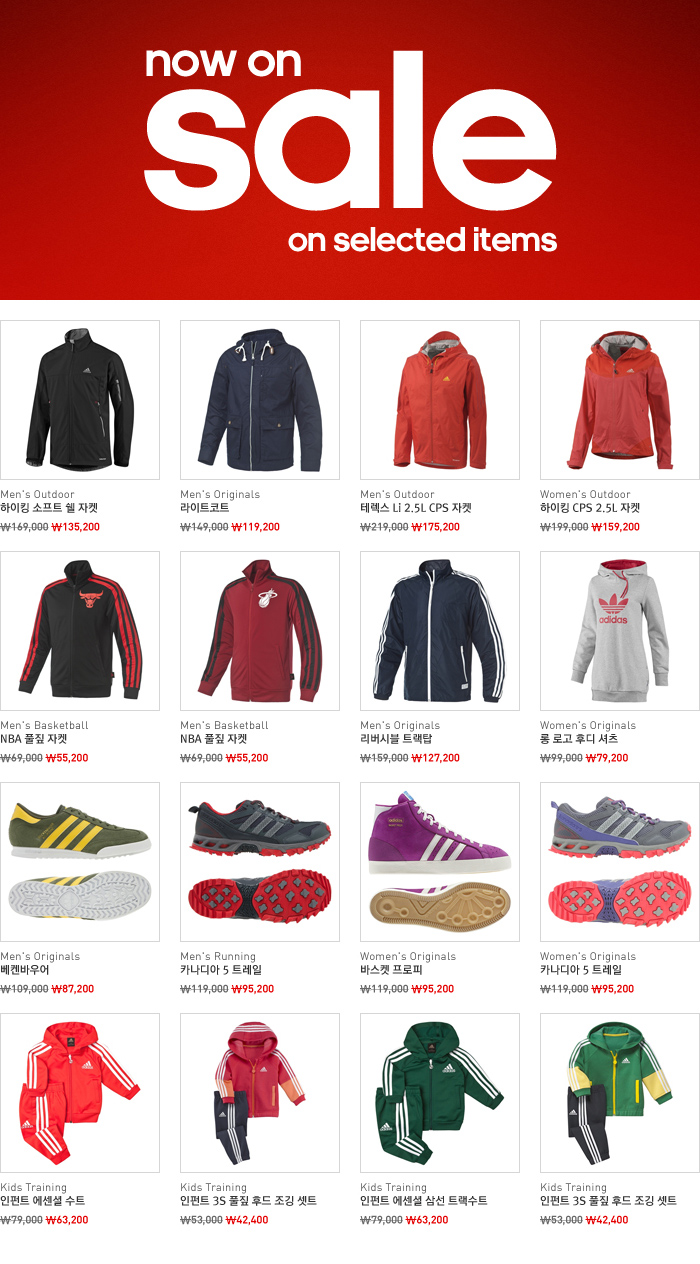 now on
sale
on selected items
Men's Outdoor
하이킹 소프트 쉘 자켓
₩169,000 ₩135,200
Men's Originals
라이트코트
₩149,000 ₩119,200
Men's Outdoor
테렉스 Li 2.5L CPS 자켓
₩219,000 ₩175,200
Women's Outdoor
하이킹 CPS 2.5L 자켓
₩199,000 ₩159,200
Men's Basketball
NBA 풀짚 자켓
₩69,000 ₩55,200
Men's Basketball
NBA 풀짚 자켓
₩69,000 ₩55,200
Men's Originals
리버시블 트랙탑
₩159,000 ₩127,200
adidas
Women's Originals
롱 로고 후디 셔츠
₩99,000 ₩79,200
Men's Originals
베켄바우어
₩109,000 ₩87,200
Men's Running
카나디아 5 트레일
₩119,000 ₩95,200
adidas
Women's Originals
바스켓 프로피
₩119,000 ₩95,200
Women's Originals
카나디아 5 트레일
₩119,000 ₩95,200
Kids Training
인펀트 에센셜 수트
₩79,000 ₩63,200
Kids Training
인펀트 3S 풀짚 후드 조깅 셋트
₩53,000 ₩42,400
Kids Training
인펀트 에센셜 삼선 트랙수트
₩79,000 ₩63,200
Kids Training
인펀트 3S 풀짚 후드 조깅 셋트
₩53,000 ₩42,400